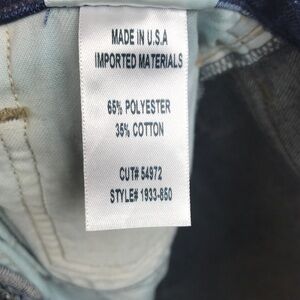 MADE IN U.S.A
IMPORTED MATERIALS
65% POLYESTER
35% COTTON
CUT# 54972
STYLE# 1933-850